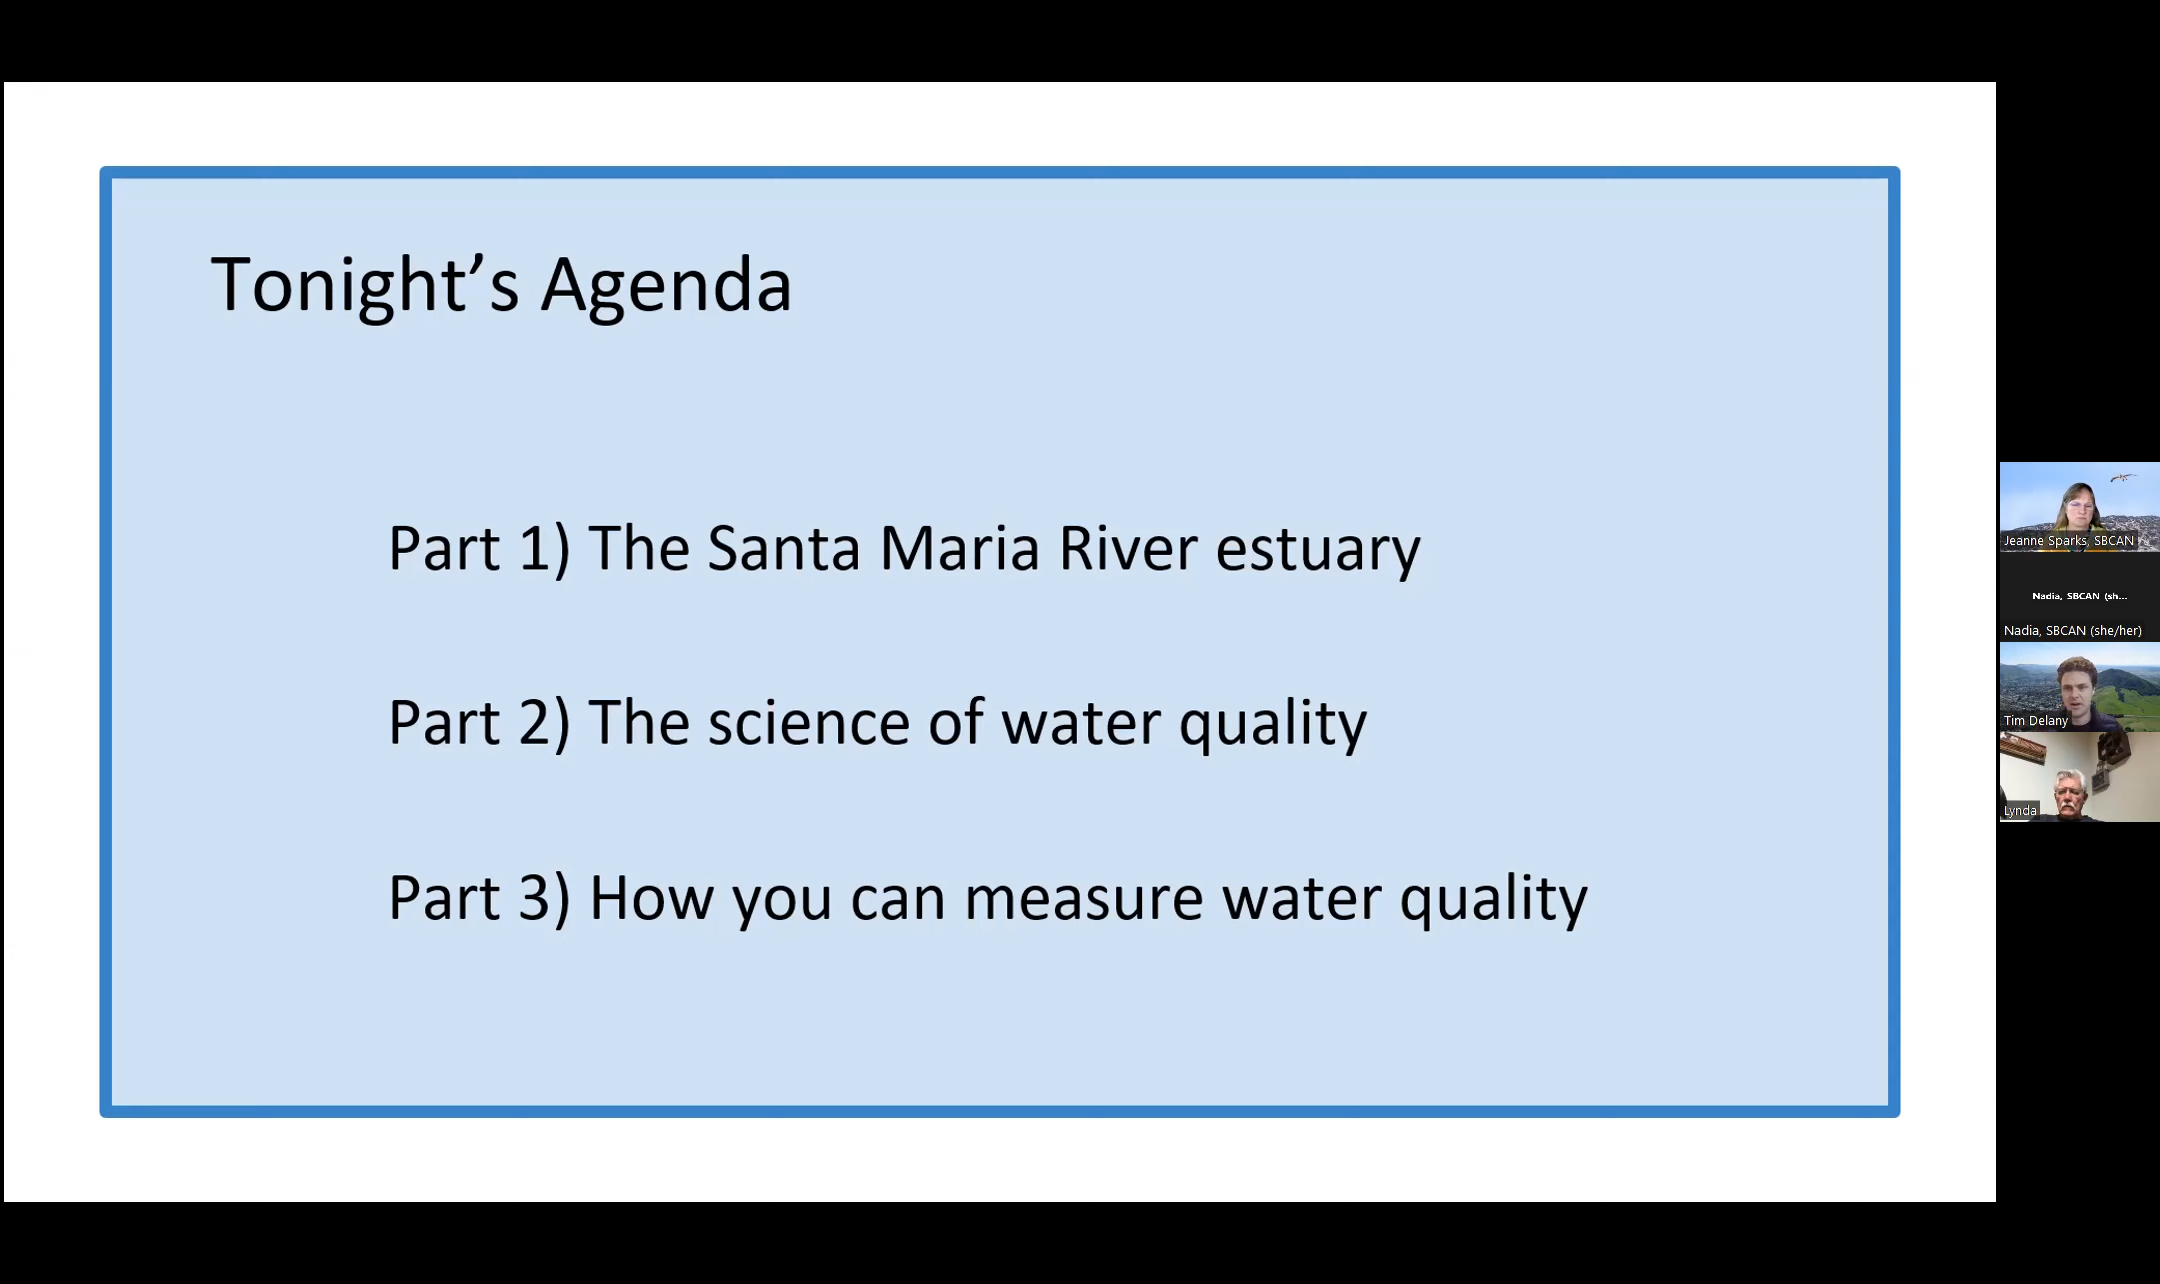 Tonight’s Agenda
Part 1) The Santa Maria River estuary
Part 2) The science of water quality
Part 3) How you can measure water quality
Jeanne Sparks, SBCAN
Nadia, SBCAN (sh...
Nadia, SBCAN (she/her)
Tim Delany
Lynda